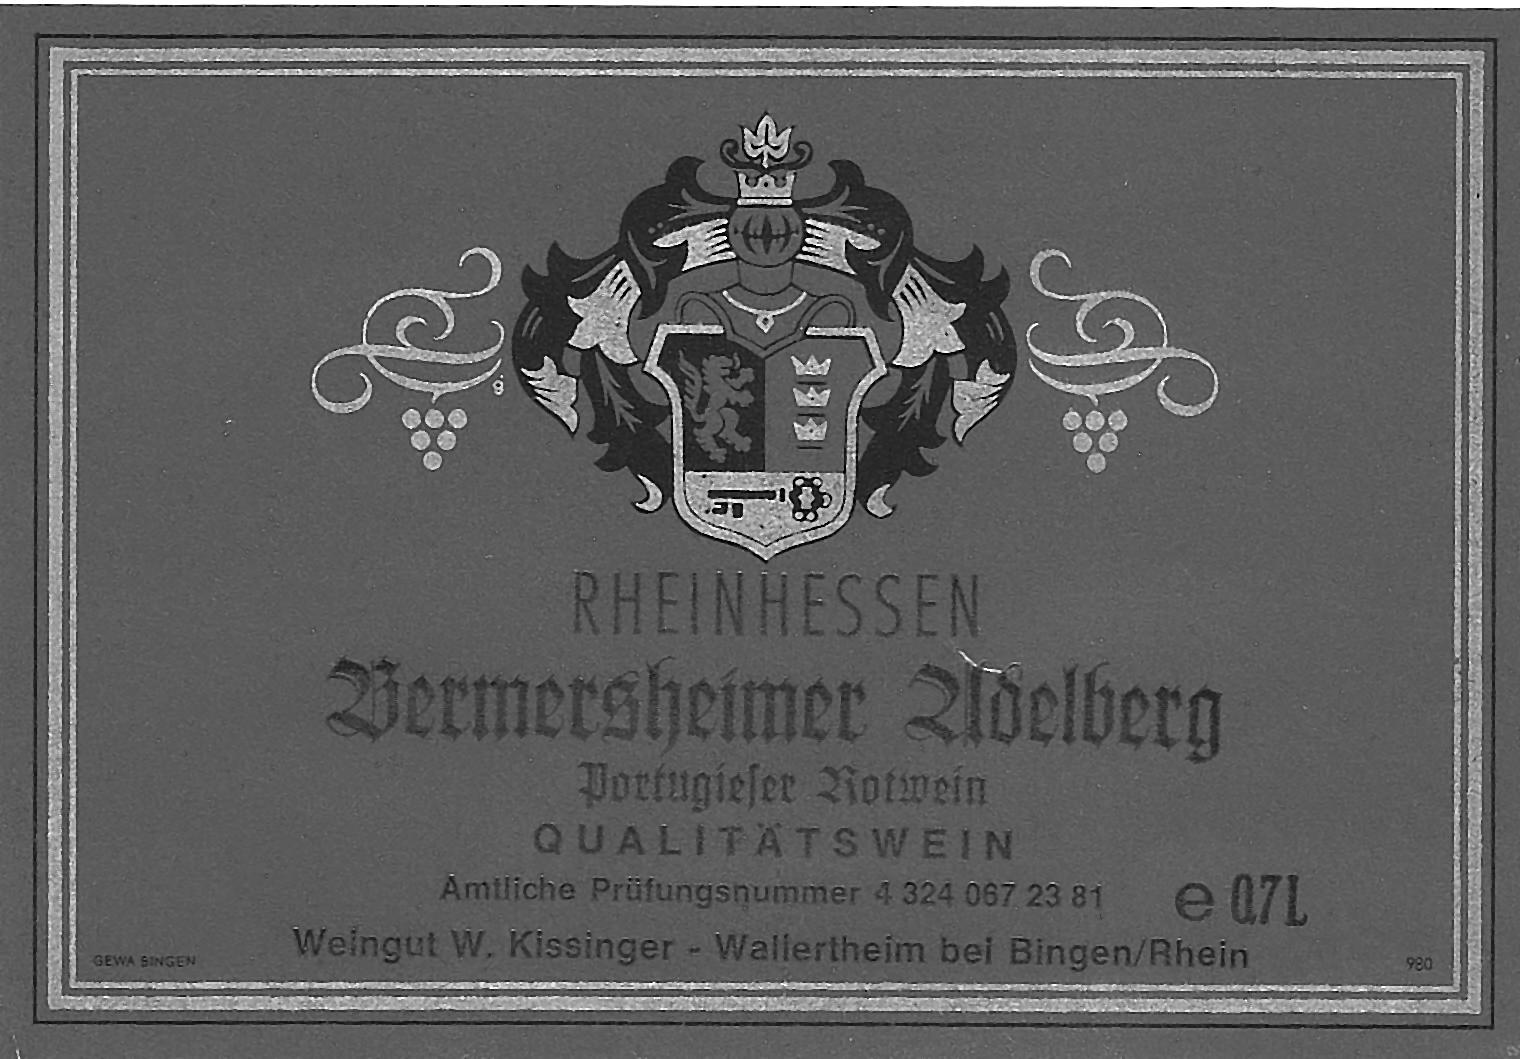 RHEINHESSEN
Bermersheimer Adelberg
Portugieser Rotwein
QUALITÄTSWEIN
Amtliche Prüfungsnummer 4 324 067 23 81
e 0,7L
Weingut W. Kissinger - Wallertheim bei Bingen/Rhein
GEWA BINGEN
980